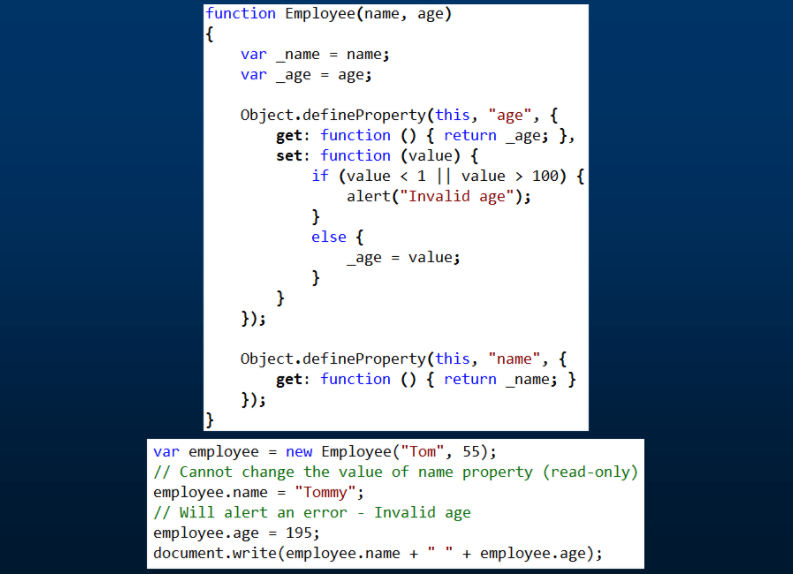 function Employee(name, age)
{
    var _name = name;
    var _age = age;

    Object.defineProperty(this, "age", {
        get: function () { return _age; },
        set: function (value) {
            if (value < 1 || value > 100) {
                alert("Invalid age");
            }
            else {
                _age = value;
            }
        }
    });

    Object.defineProperty(this, "name", {
        get: function () { return _name; }
    });
}
var employee = new Employee("Tom", 55);
// Cannot change the value of name property (read-only)
employee.name = "Tommy";
// Will alert an error - Invalid age
employee.age = 195;
document.write(employee.name + " " + employee.age);